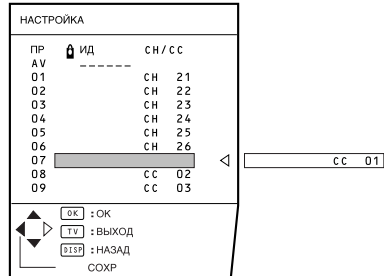 НАСТРОЙКА
ПР ИД CH/CC
AV ______
01 CH 21
02 CH 22
03 CH 23
04 CH 24
05 CH 25
06 CH 26
07 CC 01
08 CC 02
09 CC 03
OK : ОК
TV : ВЫХОД
DISP : НАЗАД
СОХР